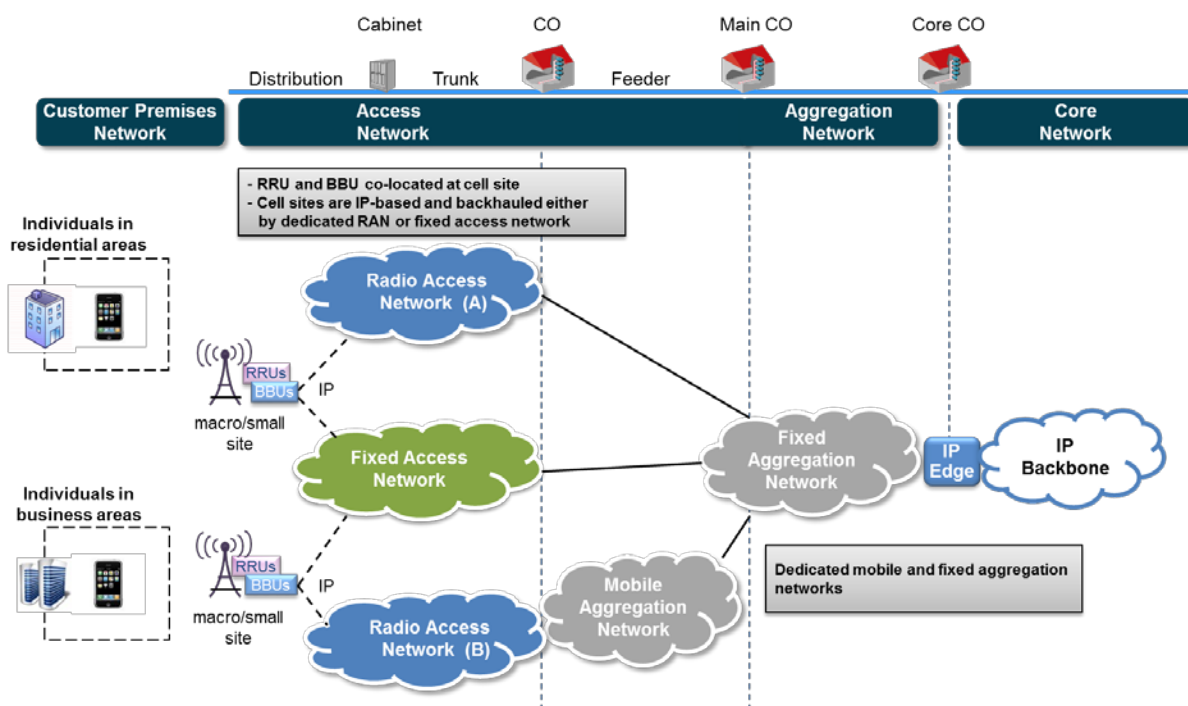 Cabinet
CO
Main CO
Core CO
Distribution
Trunk
Feeder
Customer Premises
Network
Access
Network
Aggregation
Network
Core
Network
- RRU and BBU co-located at cell site
- Cell sites are IP-based and backhauled either
by dedicated RAN or fixed access network
Individuals in
residential areas
Radio Access
Network (A)
RRUs
BBUs
IP
macro/small
site
Fixed Access
Network
Fixed
Aggregation
Network
IP
Edge
IP
Backbone
Individuals in
business areas
RRUs
BBUs
IP
macro/small
site
Mobile
Aggregation
Network
Dedicated mobile and fixed aggregation
networks
Radio Access
Network (B)